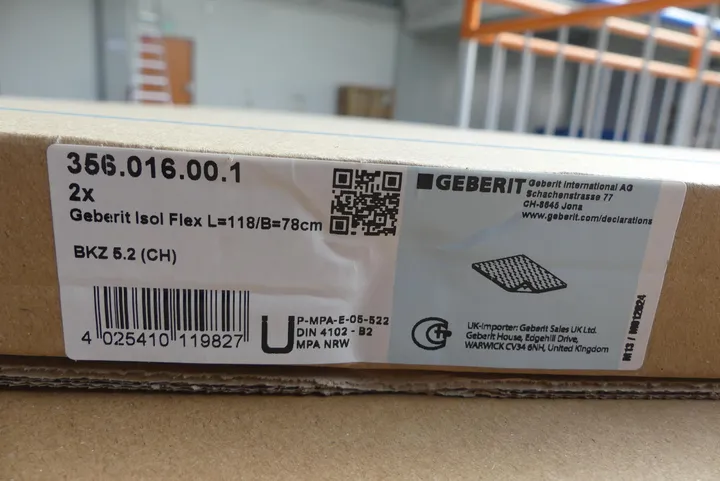 356.016.00.1
2x
Geberit Isol Flex L=118/B=78cm
BKZ 5.2 (CH)
4 025410 119827
U
P-MPA-E-05-522
DIN 4102 - B2
MPA NRW
GEBERIT
Geberit International AG
Schachenstrasse 77
CH-8645 Jona
www.geberit.com/declarations
UK-Importer: Geberit Sales UK Ltd.
Geberit House, Edgehill Drive,
WARWICK CV34 6NH, United Kingdom